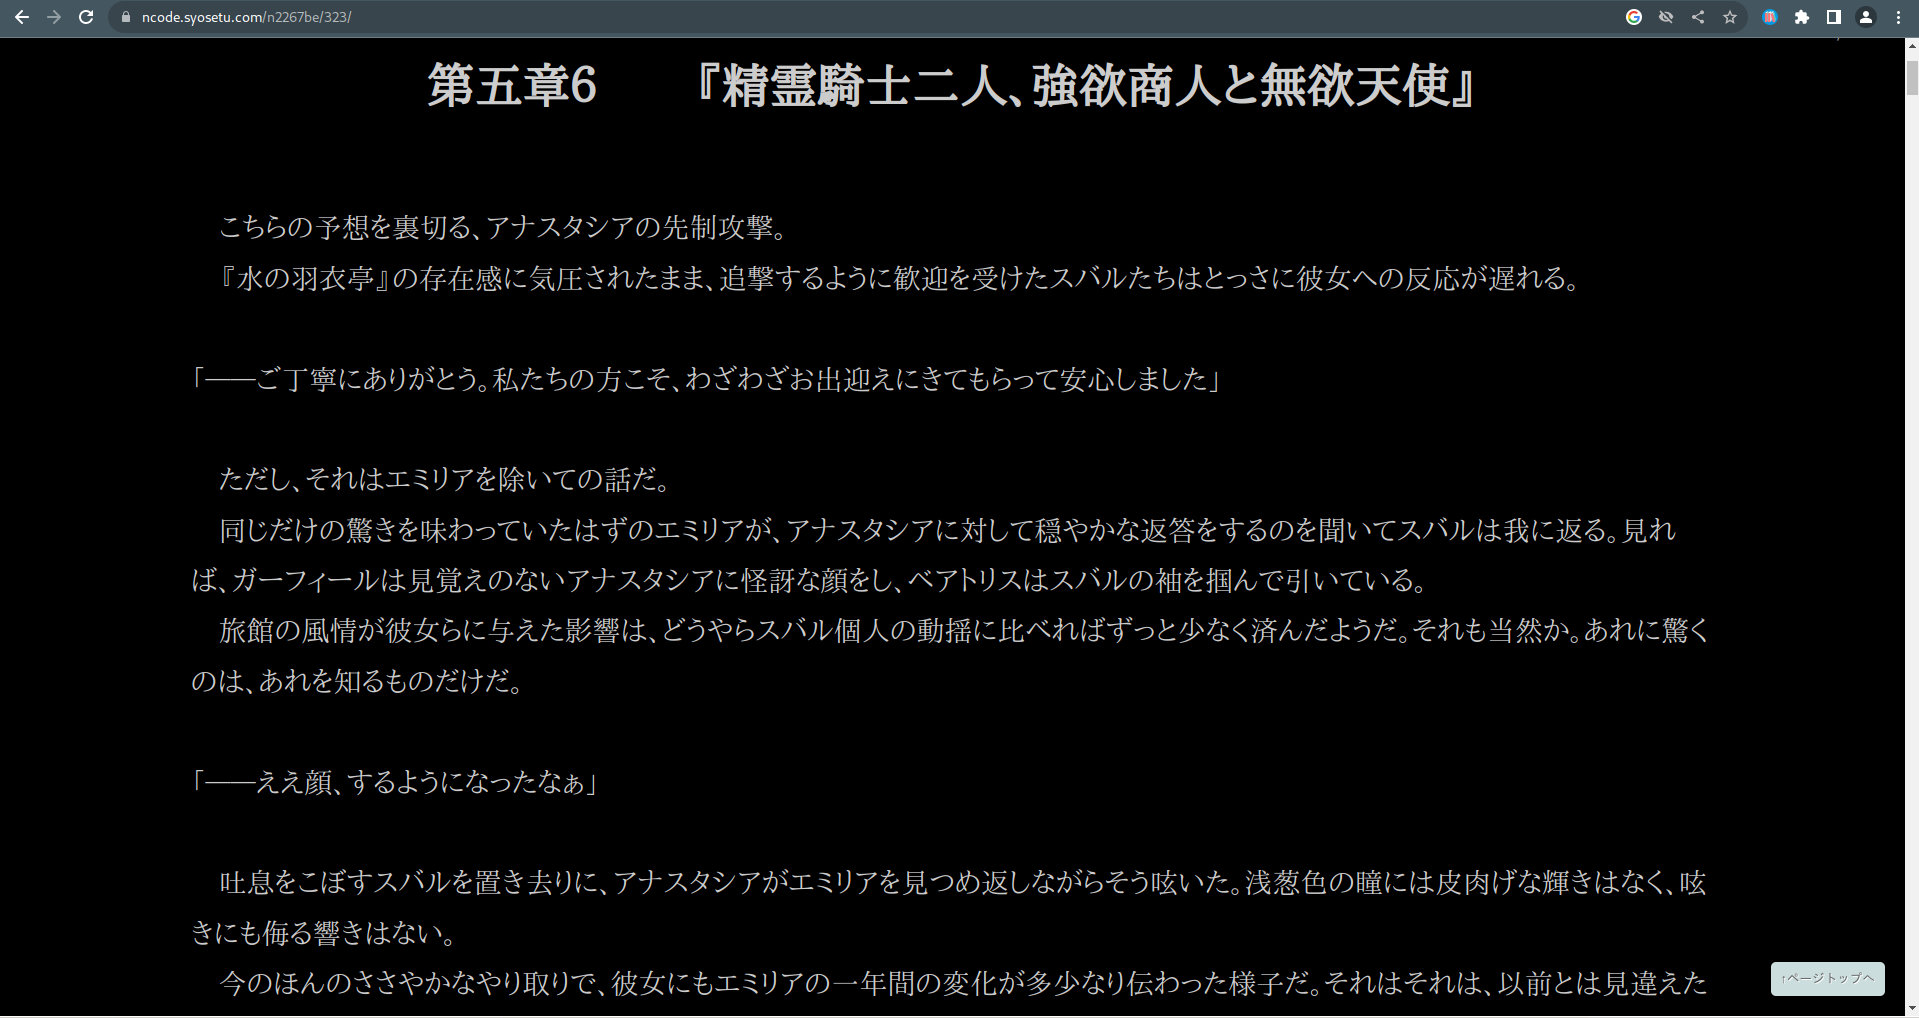 ncode.syosetu.com/n2267be/323/
第五章6　　『精霊騎士二人、強欲商人と無欲天使』
こちらの予想を裏切る、アナスタシアの先制攻撃。
『水の羽衣亭』の存在感に気圧されたまま、追撃するように歓迎を受けたスバルたちはとっさに彼女への反応が遅れる。
「――ご丁寧にありがとう。私たちの方こそ、わざわざお出迎えにきてもらって安心しました」
ただし、それはエミリアを除いての話だ。
同じだけの驚きを味わっていたはずのエミリアが、アナスタシアに対して穏やかな返答をするのを聞いてスバルは我に返る。見れ
ば、ガーフィールは見覚えのないアナスタシアに怪訝な顔をし、ベアトリスはスバルの袖を掴んで引いている。
旅館の風情が彼女らに与えた影響は、どうやらスバル個人の動揺に比べればずっと少なく済んだようだ。それも当然か。あれに驚く
のは、あれを知るものだけだ。
「――ええ顔、するようになったなぁ」
吐息をこぼすスバルを置き去りに、アナスタシアがエミリアを見つめ返しながらそう呟いた。浅葱色の瞳には皮肉げな輝きはなく、呟
きにも侮る響きはない。
今のほんのささやかなやり取りで、彼女にもエミリアの一年間の変化が多少なり伝わった様子だ。それはそれは、以前とは見違えた
↑ページトップへ